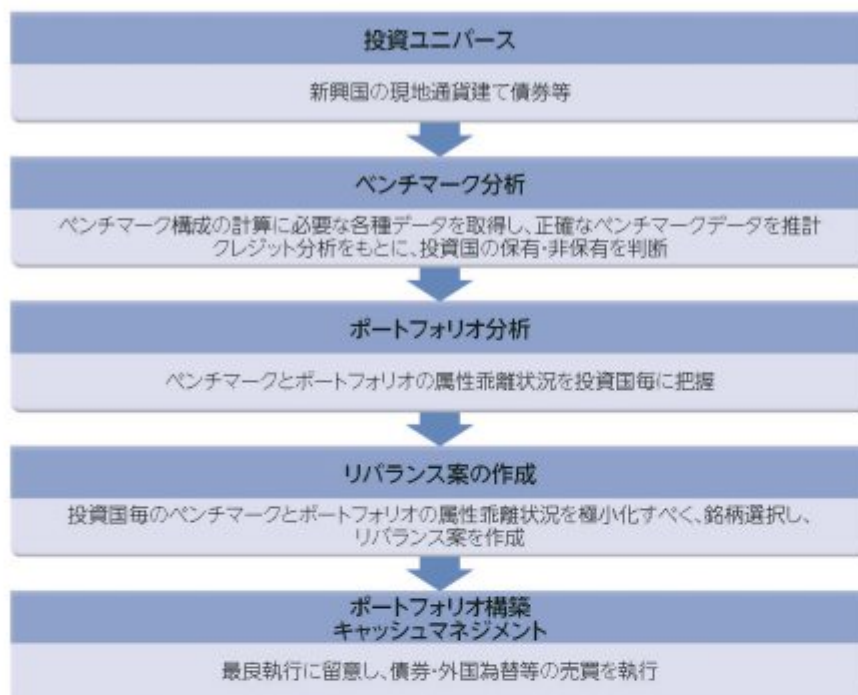 投資ユニバース
新興国の現地通貨建て債券等
ベンチマーク分析
ベンチマーク構成の計算に必要な各種データを取得し、正確なベンチマークデータを推計
クレジット分析をもとに、投資国の保有・非保有を判断
ポートフォリオ分析
ベンチマークとポートフォリオの属性乖離状況を投資国毎に把握
リバランス案の作成
投資国毎のベンチマークとポートフォリオの属性乖離状況を極小化すべく、銘柄選択し、
リバランス案を作成
ポートフォリオ構築
キャッシュマネジメント
最良執行に留意し、債券・外国為替等の売買を執行